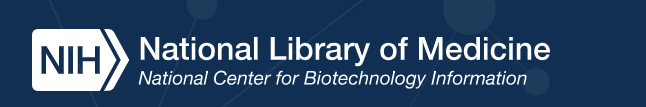 NIH National Library of Medicine
National Center for Biotechnology Information